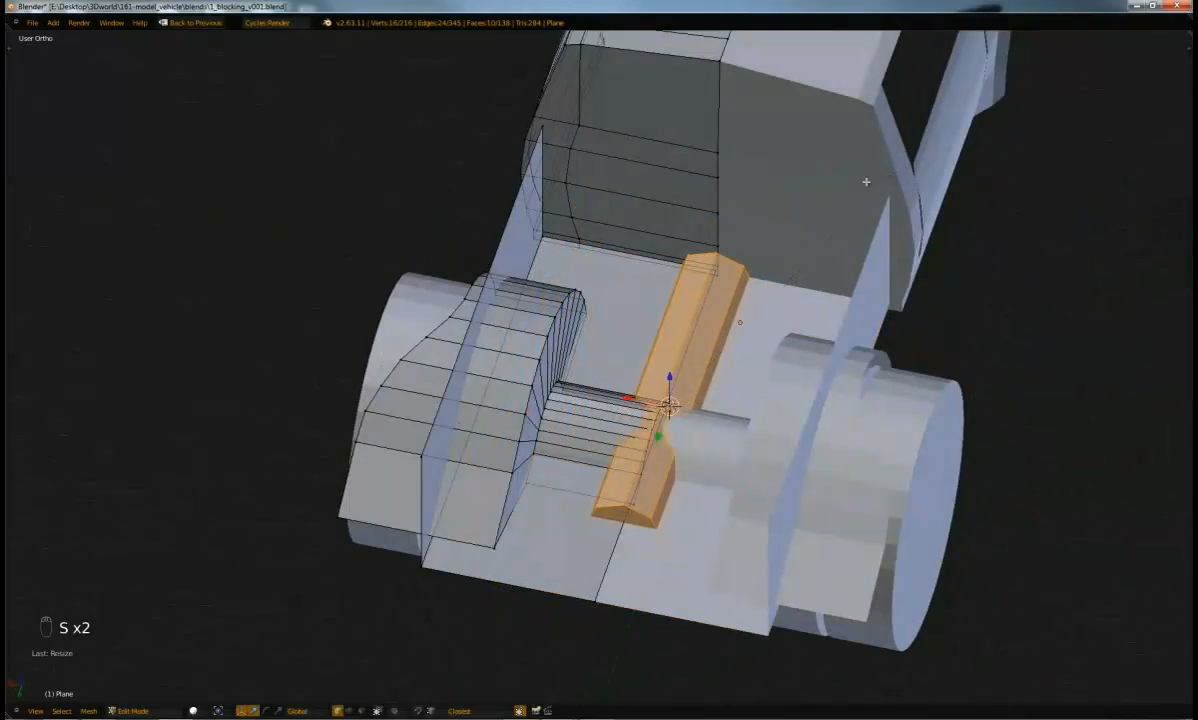 Blender* [E:\Desktop\3Dworld\161-model_vehicle\blends\1_blocking_v001.blend]
File Add Render Window Help Back to Previous Cycles Render v2.63.11 | Verts:16/216 | Edges:24/345 | Faces:10/138 | Tris:294 | Plane
User Ortho
S x2
Last: Resize
(1) Plane
View Select Mesh Edit Mode Global Closest